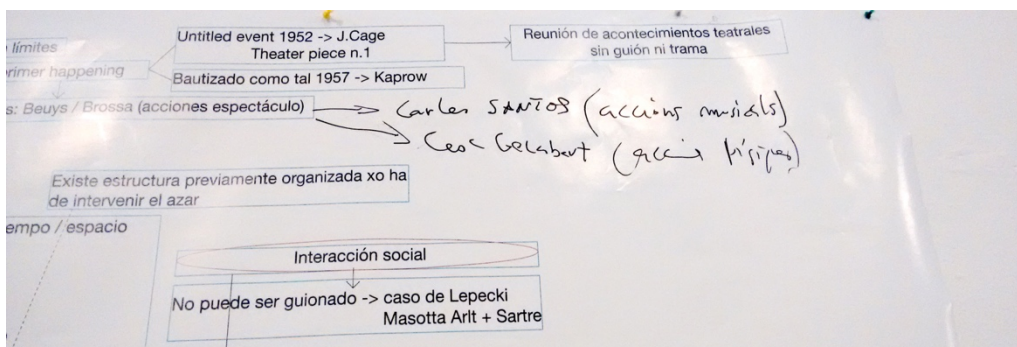 límites
Untitled event 1952 -> J.Cage
Theater piece n.1
Reunión de acontecimientos teatrales
sin guión ni trama
primer happening
Bautizado como tal 1957 -> Kaprow
s: Beuys / Brossa (acciones espectáculo)
Carles SANTOS (accions musicals)
Cesc Gelabert (accions físiques)
Existe estructura previamente organizada xo ha
de intervenir el azar
empo / espacio
Interacción social
No puede ser guionado -> caso de Lepecki
Masotta Arlt + Sartre